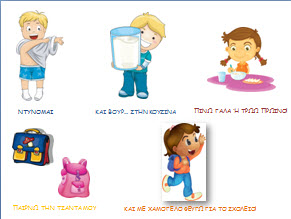 ΝΤΥΝΟΜΑΙ
ΚΑΙ ΒΟΥΡ... ΣΤΗΝ ΚΟΥΖΙΝΑ
ΠΙΝΩ ΓΑΛΑ Ή ΤΡΩΩ ΠΡΩΙΝΟ
ΠΑΙΡΝΩ ΤΗΝ ΤΣΑΝΤΑ ΜΟΥ
ΚΑΙ ΜΕ ΧΑΜΟΓΕΛΟ ΦΕΥΓΩ ΓΙΑ ΤΟ ΣΧΟΛΕΙΟ